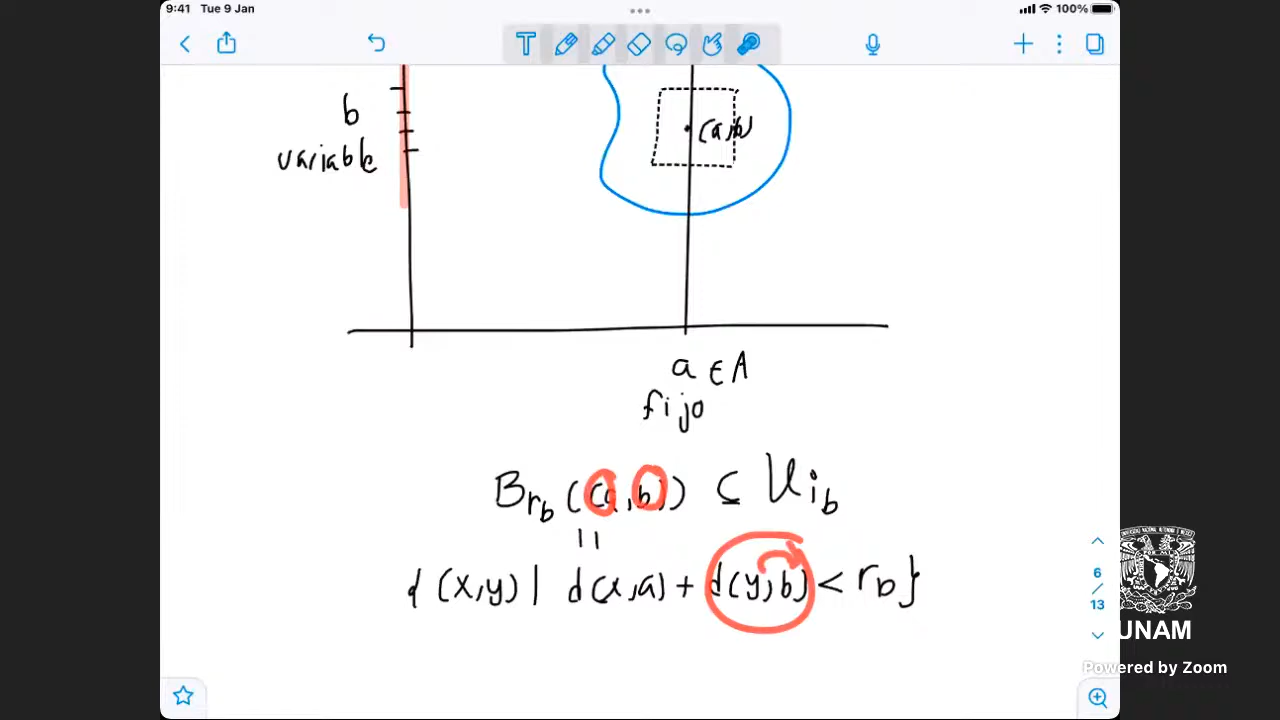 9:41 Tue 9 Jan
100%
T
b
variable
(a,b)
a ∈ A
fijo
B_{r_b}((a,b)) ⊆ U_{i_b}
||
{(x,y) | d(x,a) + d(y,b) < r_b}
6
/
13
UNAM
Powered by Zoom